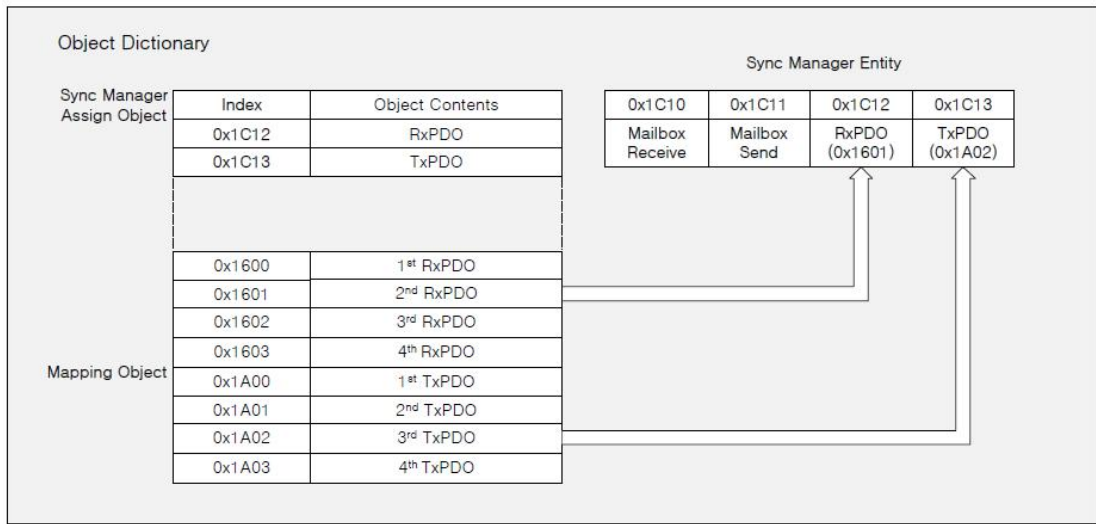 Object Dictionary
Sync Manager Entity
Sync Manager
Assign Object
Index Object Contents
0x1C12 RxPDO
0x1C13 TxPDO
0x1C10 0x1C11 0x1C12 0x1C13
Mailbox Mailbox RxPDO TxPDO
Receive Send (0x1601) (0x1A02)
Mapping Object
0x1600 1st RxPDO
0x1601 2nd RxPDO
0x1602 3rd RxPDO
0x1603 4th RxPDO
0x1A00 1st TxPDO
0x1A01 2nd TxPDO
0x1A02 3rd TxPDO
0x1A03 4th TxPDO